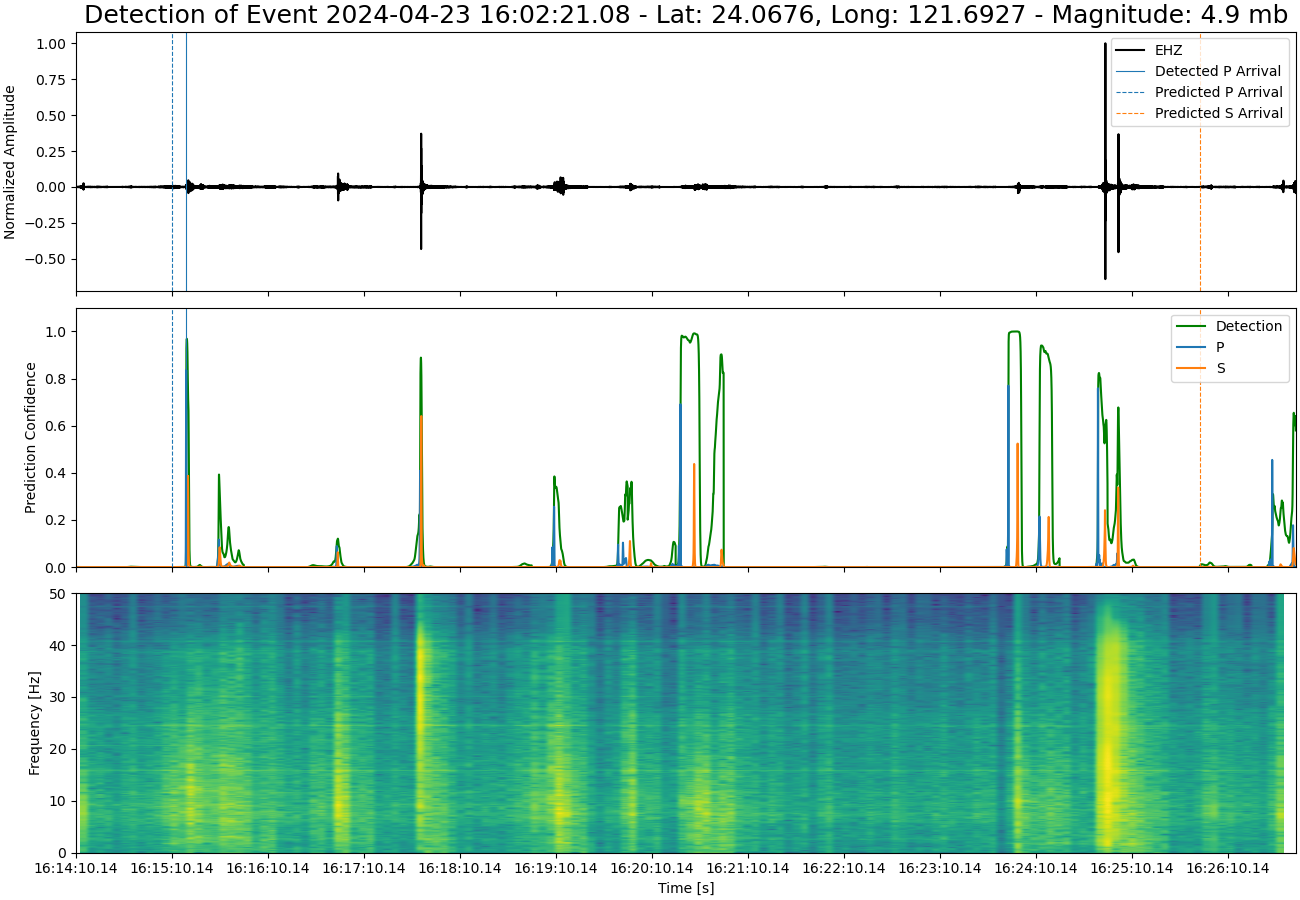 Detection of Event 2024-04-23 16:02:21.08 - Lat: 24.0676, Long: 121.6927 - Magnitude: 4.9 mb
Normalized Amplitude
1.00
0.75
0.50
0.25
0.00
−0.25
−0.50
EHZ
Detected P Arrival
Predicted P Arrival
Predicted S Arrival
Prediction Confidence
1.0
0.8
0.6
0.4
0.2
0.0
Detection
P
S
Frequency [Hz]
50
40
30
20
10
0
16:14:10.14 16:15:10.14 16:16:10.14 16:17:10.14 16:18:10.14 16:19:10.14 16:20:10.14 16:21:10.14 16:22:10.14 16:23:10.14 16:24:10.14 16:25:10.14 16:26:10.14
Time [s]